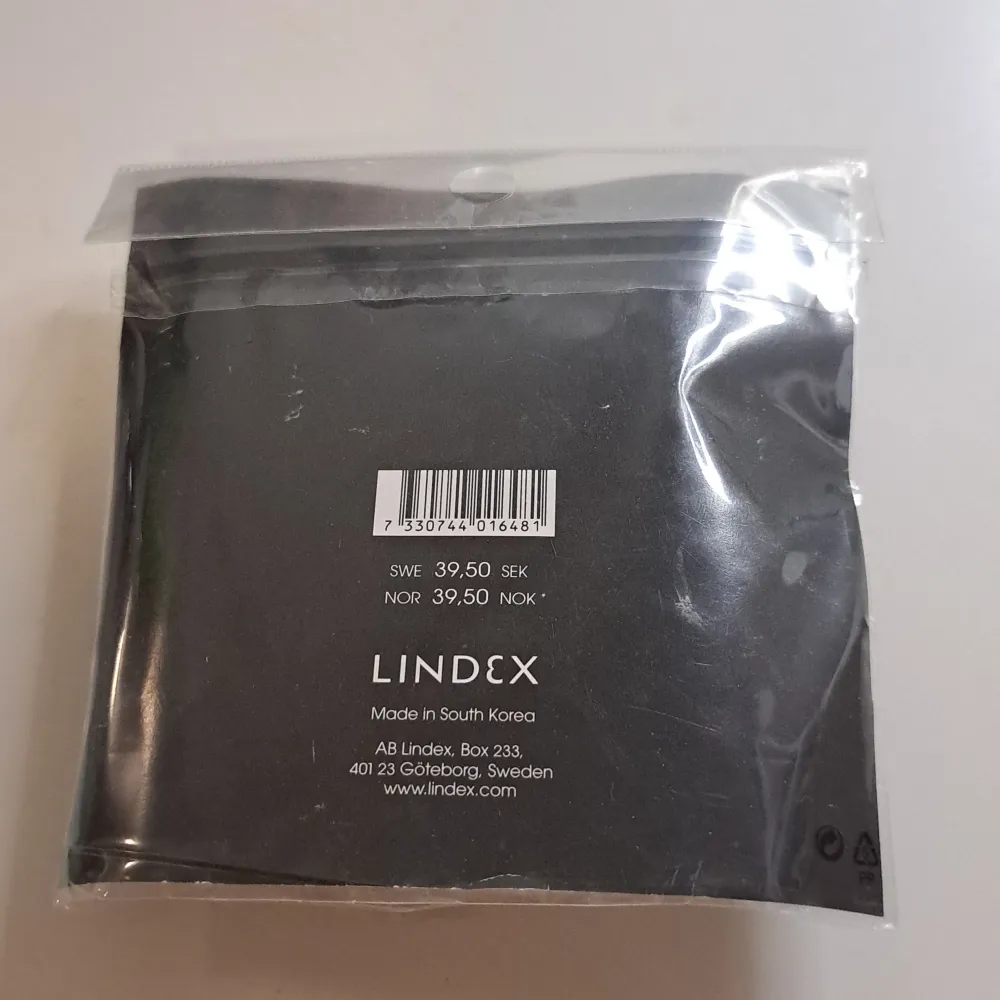 7 330744 016481
SWE 39,50 SEK
NOR 39,50 NOK*
LINDEX
Made in South Korea
AB Lindex, Box 233,
401 23 Göteborg, Sweden
www.lindex.com
PP